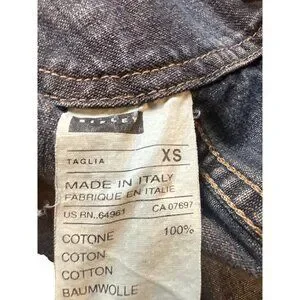 TAGLIA XS
MADE IN ITALY
FABRIQUE EN ITALIE
US RN..64961 CA 07697
COTONE 100%
COTON
COTTON
BAUMWOLLE